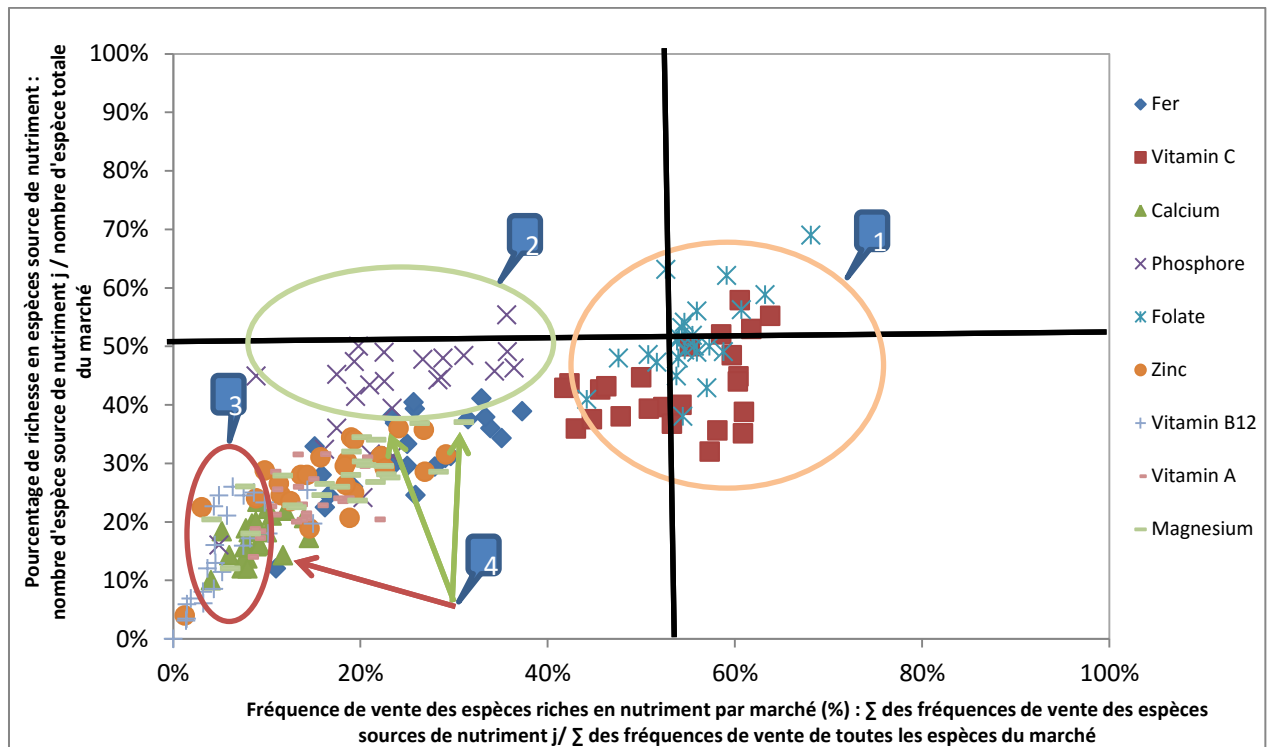 Pourcentage de richesse en espèces source de nutriment :
nombre d'espèce source de nutriment j / nombre d'espèce totale
du marché
100%
90%
80%
70%
60%
50%
40%
30%
20%
10%
0%
2
1
3
4
Fer
Vitamin C
Calcium
Phosphore
Folate
Zinc
Vitamin B12
Vitamin A
Magnesium
0%
20%
40%
60%
80%
100%
Fréquence de vente des espèces riches en nutriment par marché (%) : ∑ des fréquences de vente des espèces
sources de nutriment j/ ∑ des fréquences de vente de toutes les espèces du marché